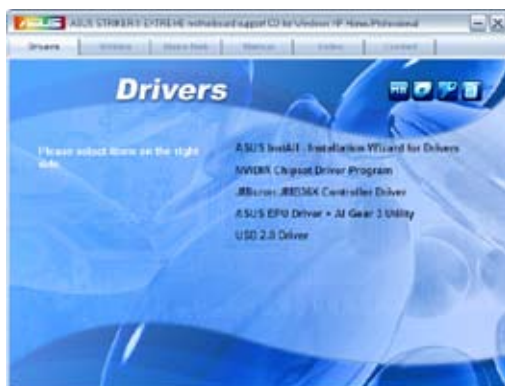 ASUS STRIKER II EXTREME motherboard support CD for Windows XP Home/Professional
Drivers Utilities Make Disk Manual Video Contact
Drivers
Please select items on the right
side.
ASUS InstAll - Installation Wizard for Drivers
NVIDIA Chipset Driver Program
JMicron JMB36X Controller Driver
ASUS EPU Driver + AI Gear 3 Utility
USB 2.0 Driver